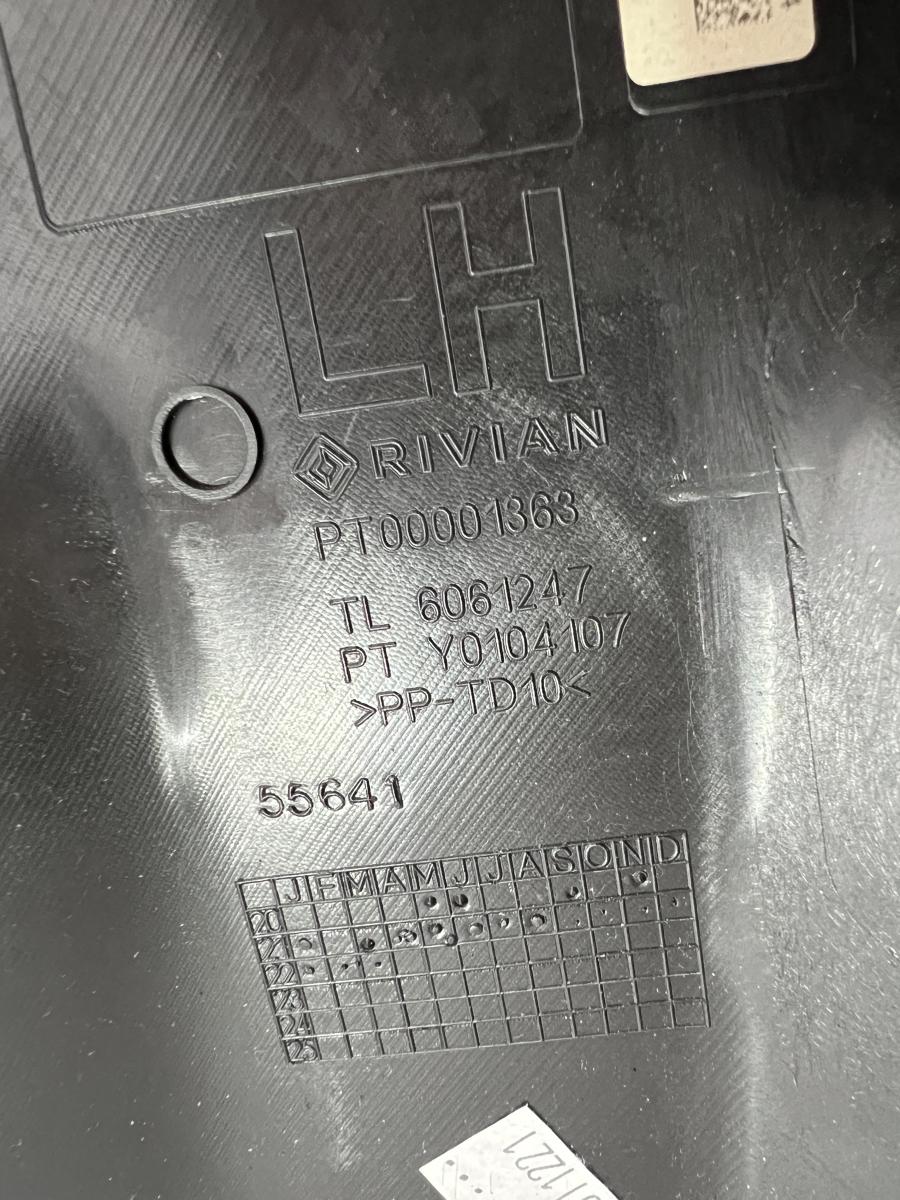 LH
RIVIAN
PT00001363
TL 6061247
PT Y0104107
>PP-TD10<
55641
J F M A M J J A S O N D
20
21
22
23
24
25